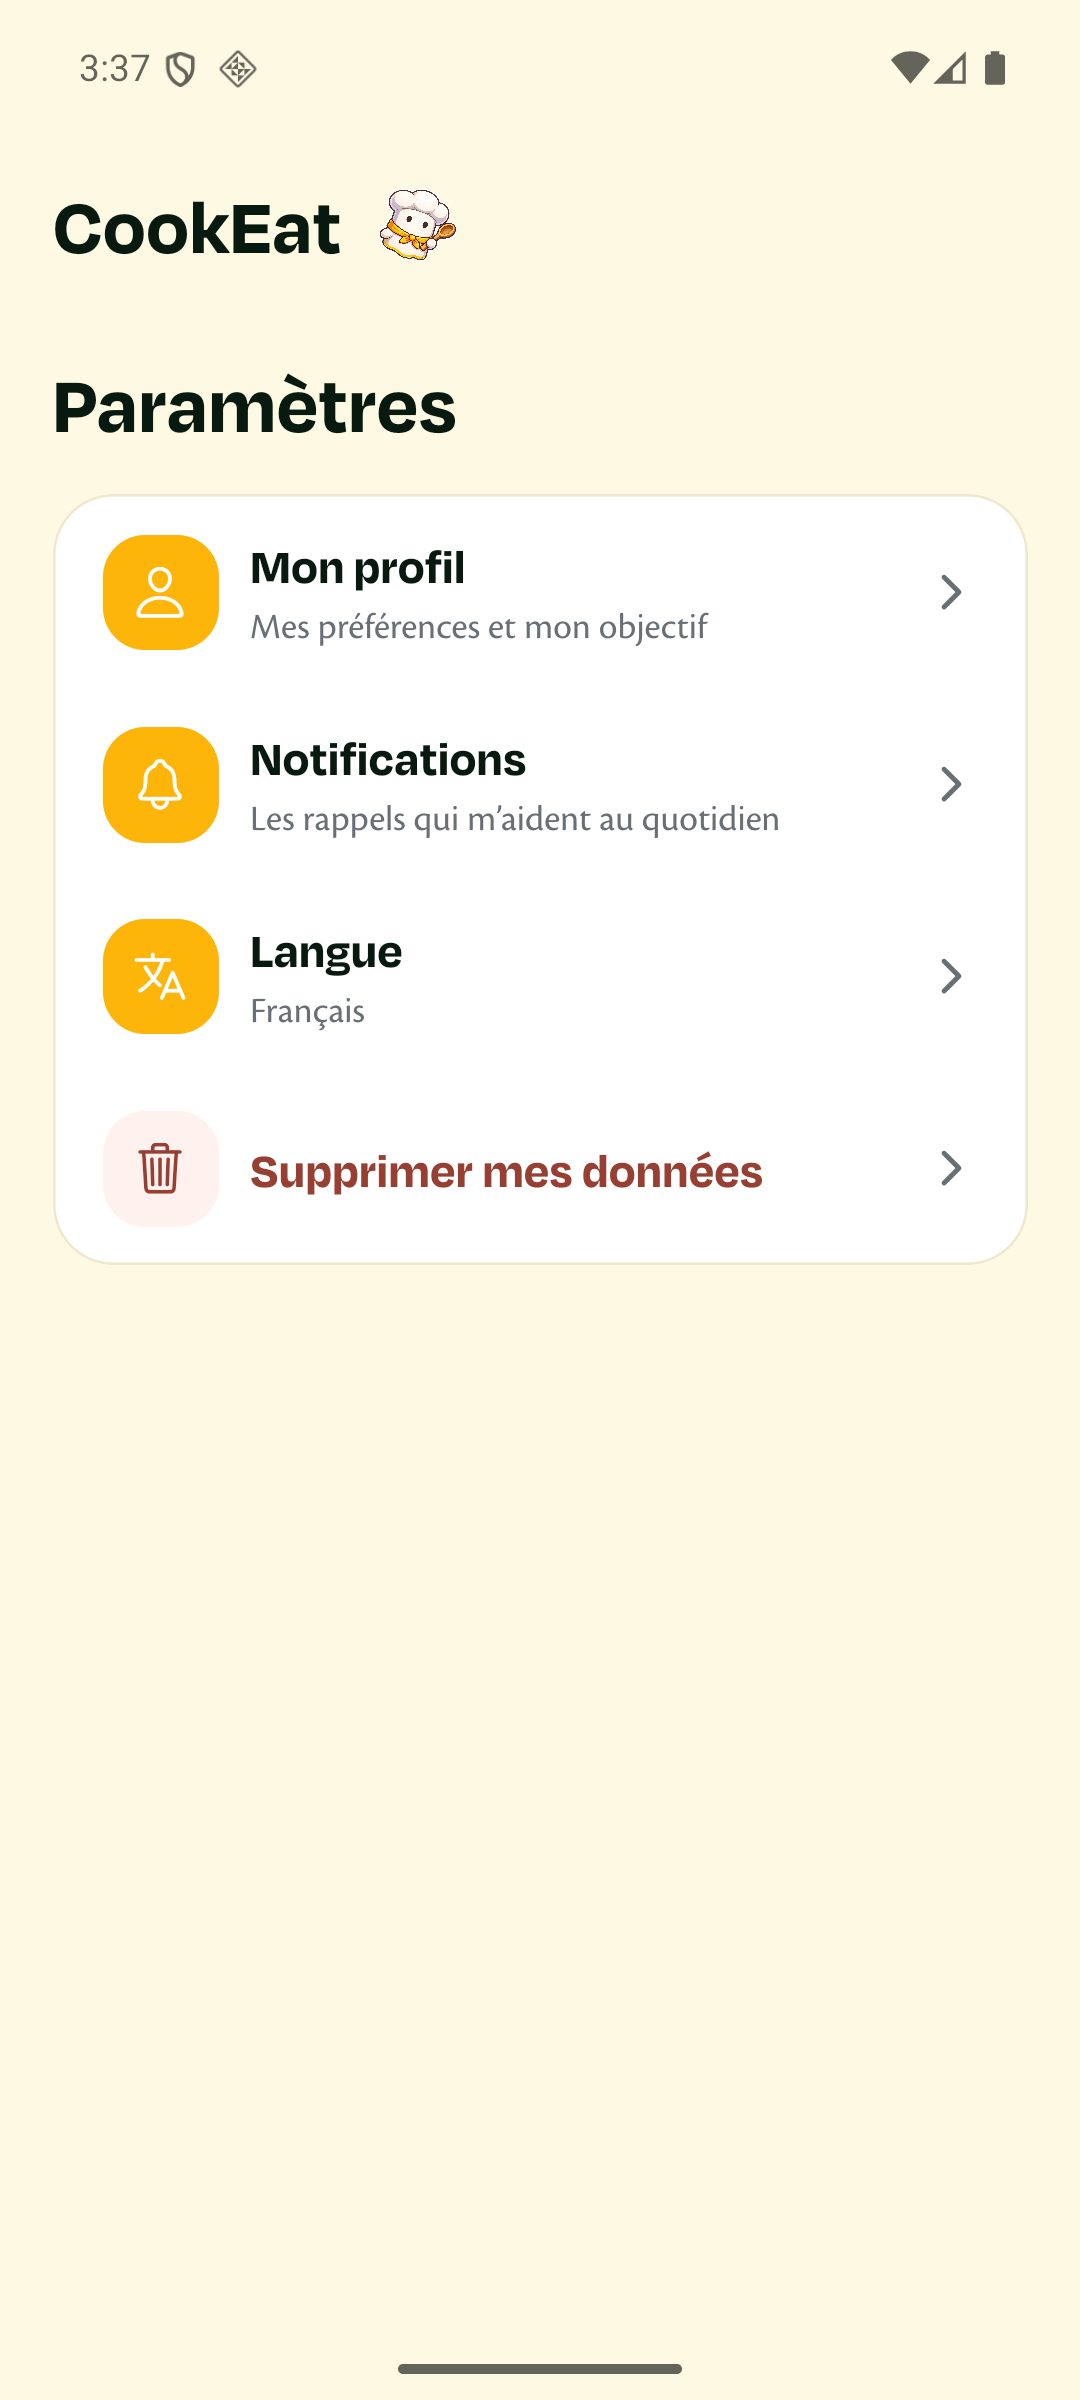 3:37
CookEat
Paramètres
Mon profil
Mes préférences et mon objectif
Notifications
Les rappels qui m’aident au quotidien
Langue
Français
Supprimer mes données